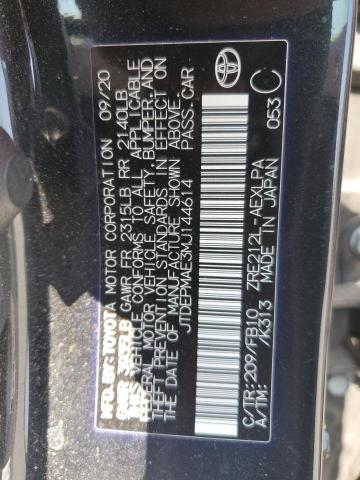 MFD.BY: TOYOTA MOTOR CORPORATION 09/20
GVWR 3935LB GAWR FR 2315LB RR 2140LB
THIS VEHICLE CONFORMS TO ALL APPLICABLE
FEDERAL MOTOR VEHICLE SAFETY, BUMPER, AND
THEFT PREVENTION STANDARDS IN EFFECT ON
THE DATE OF MANUFACTURE SHOWN ABOVE.
JTDEPMAE3MJ144614 PASS.CAR
C/TR: 209/FB10 ZRE212L-AEXLPA
A/TM: /K313 MADE IN JAPAN 053 C
TOYOTA